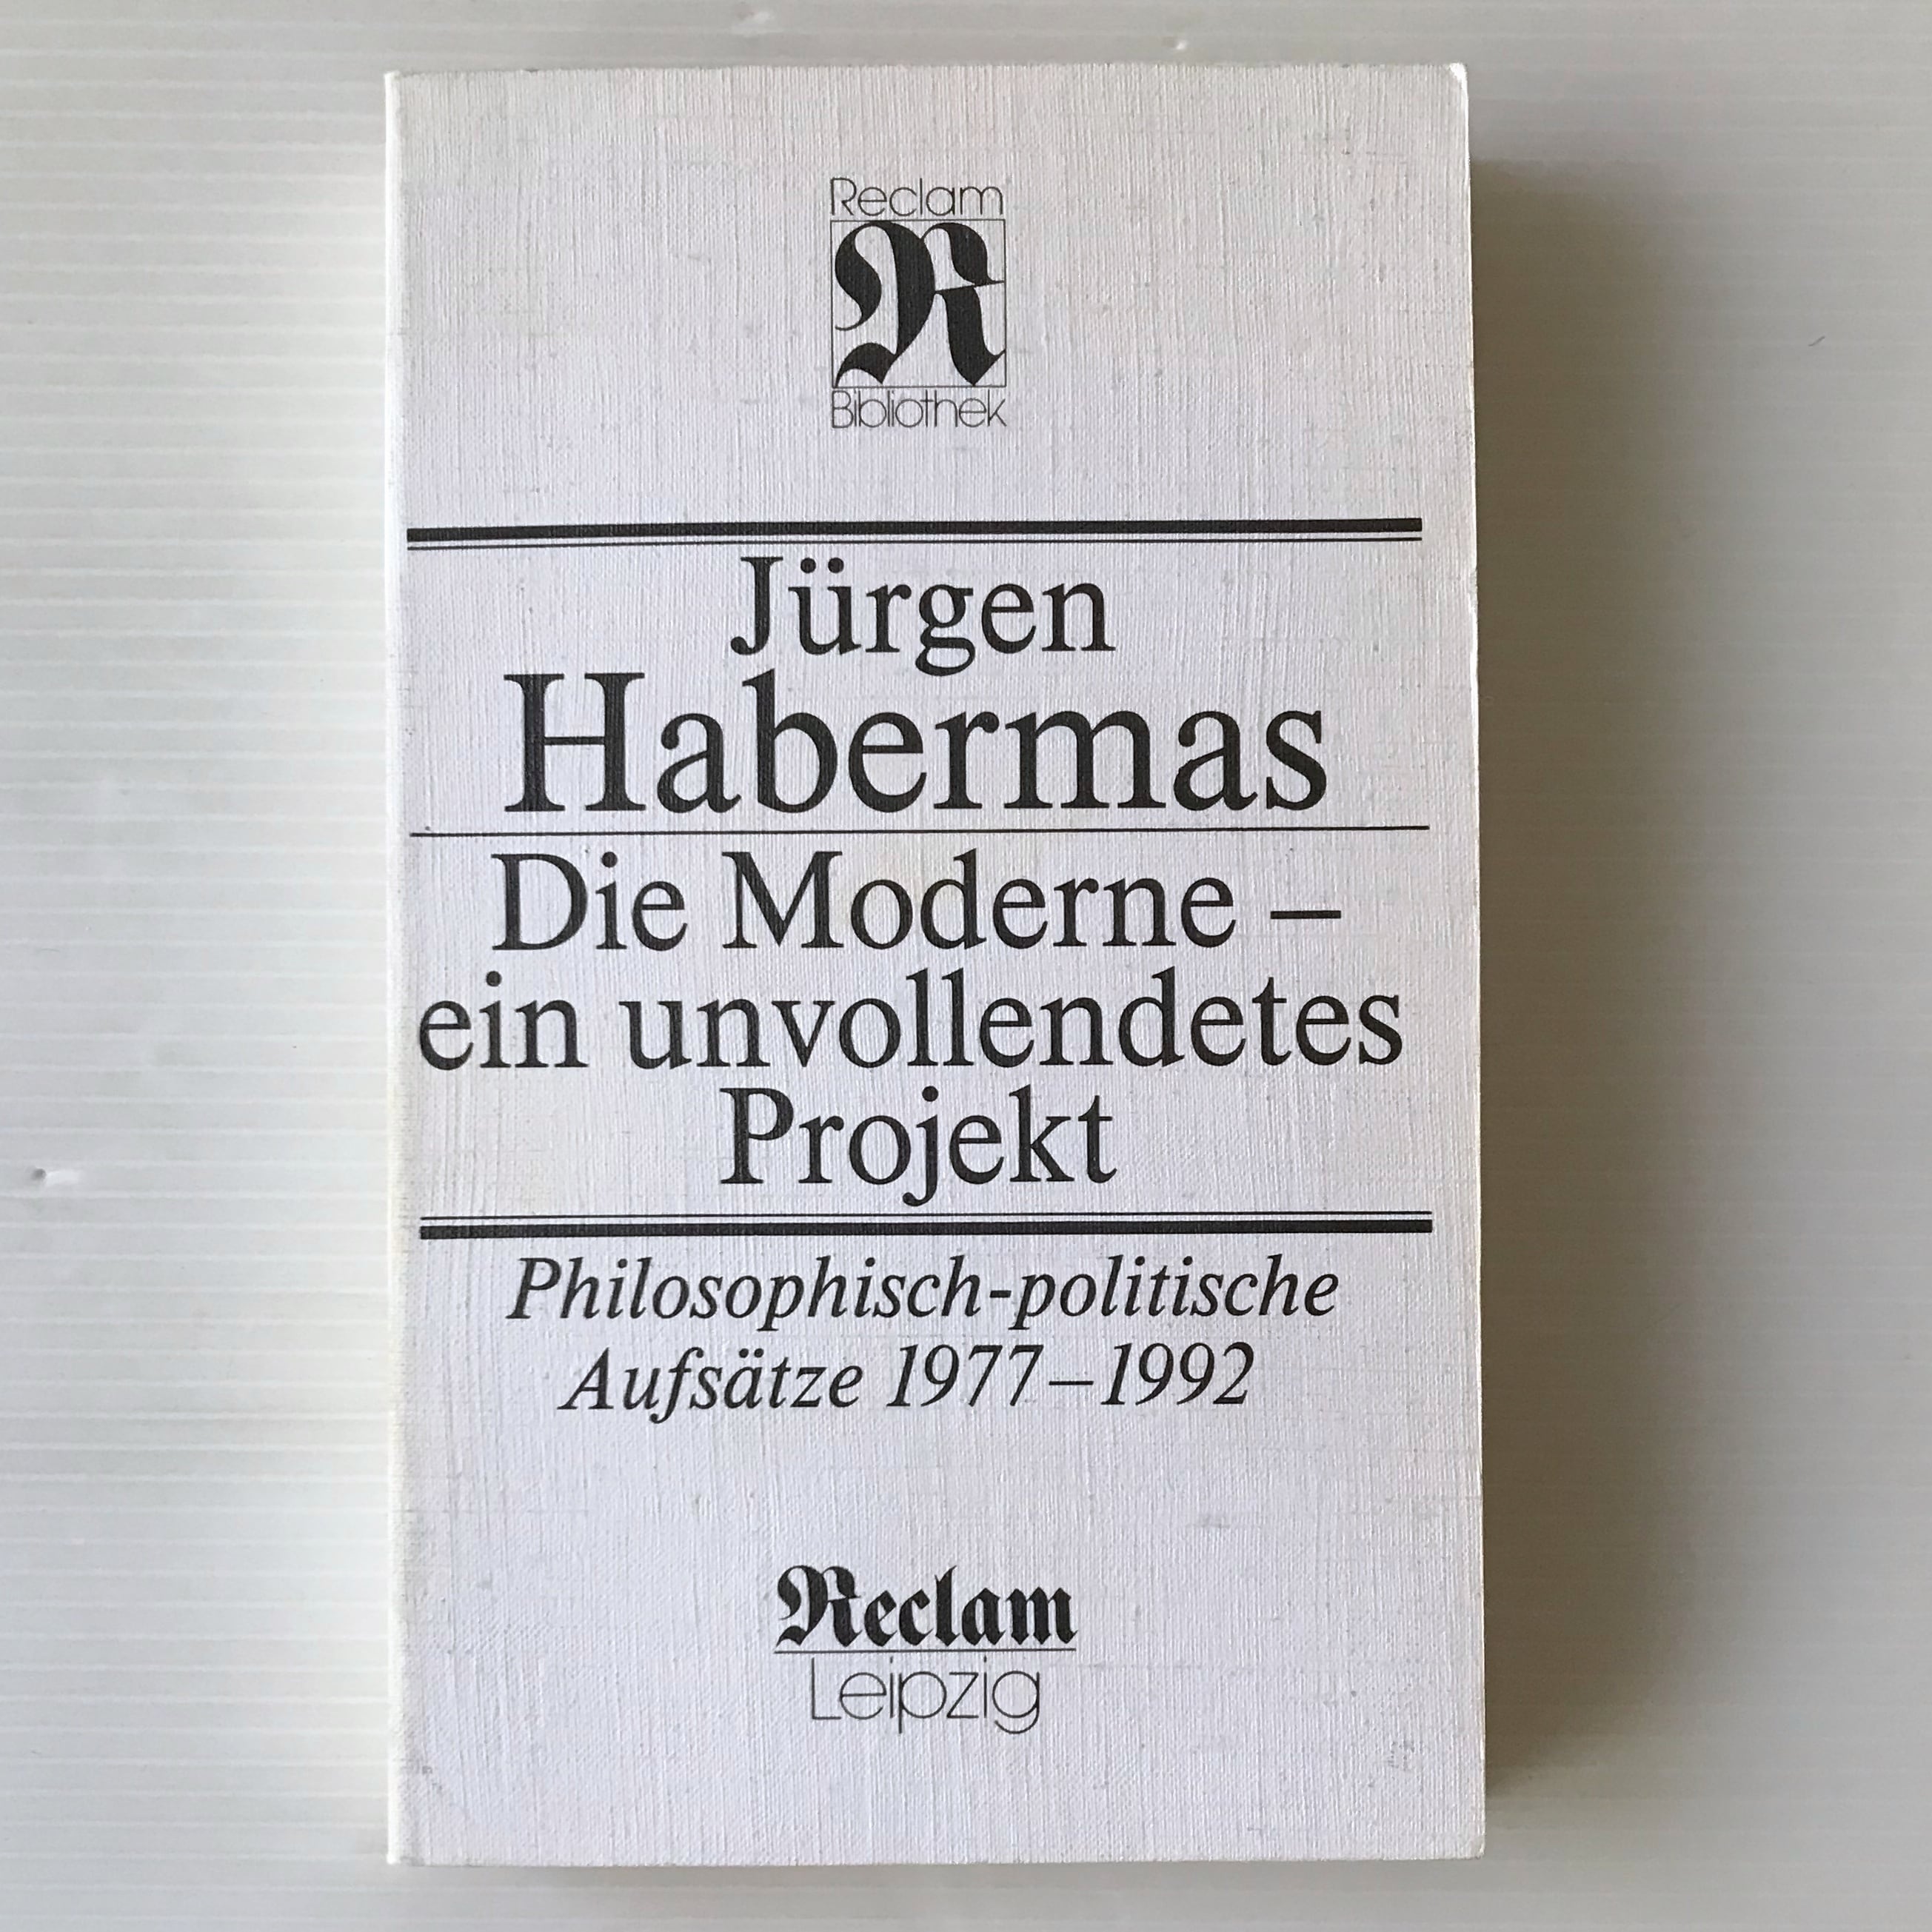 Reclam
R
Bibliothek
Jürgen
Habermas
Die Moderne –
ein unvollendetes
Projekt
Philosophisch-politische
Aufsätze 1977–1992
Reclam
Leipzig